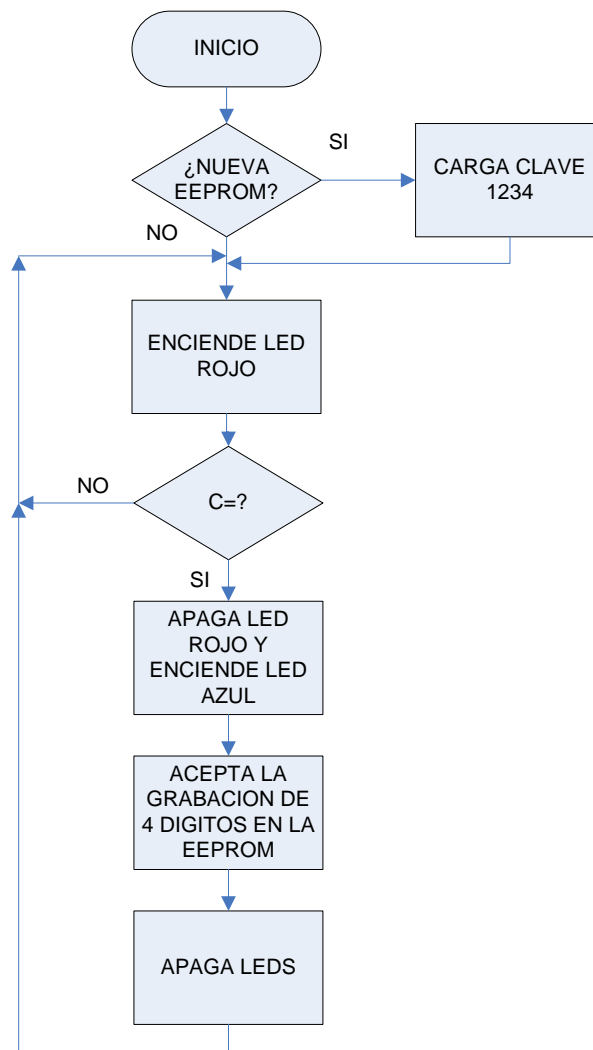 INICIO
¿NUEVA
EEPROM?
SI
CARGA CLAVE
1234
NO
ENCIENDE LED
ROJO
C=?
NO
SI
APAGA LED
ROJO Y
ENCIENDE LED
AZUL
ACEPTA LA
GRABACION DE
4 DIGITOS EN LA
EEPROM
APAGA LEDS